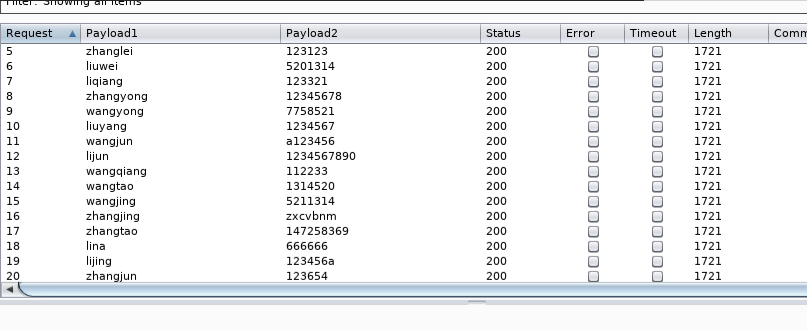 Filter: Showing all items
Request Payload1 Payload2 Status Error Timeout Length Comm
5 zhanglei 123123 200 1721
6 liuwei 5201314 200 1721
7 liqiang 123321 200 1721
8 zhangyong 12345678 200 1721
9 wangyong 7758521 200 1721
10 liuyang 1234567 200 1721
11 wangjun a123456 200 1721
12 lijun 1234567890 200 1721
13 wangqiang 112233 200 1721
14 wangtao 1314520 200 1721
15 wangjing 5211314 200 1721
16 zhangjing zxcvbnm 200 1721
17 zhangtao 147258369 200 1721
18 lina 666666 200 1721
19 lijing 123456a 200 1721
20 zhangjun 123654 200 1721